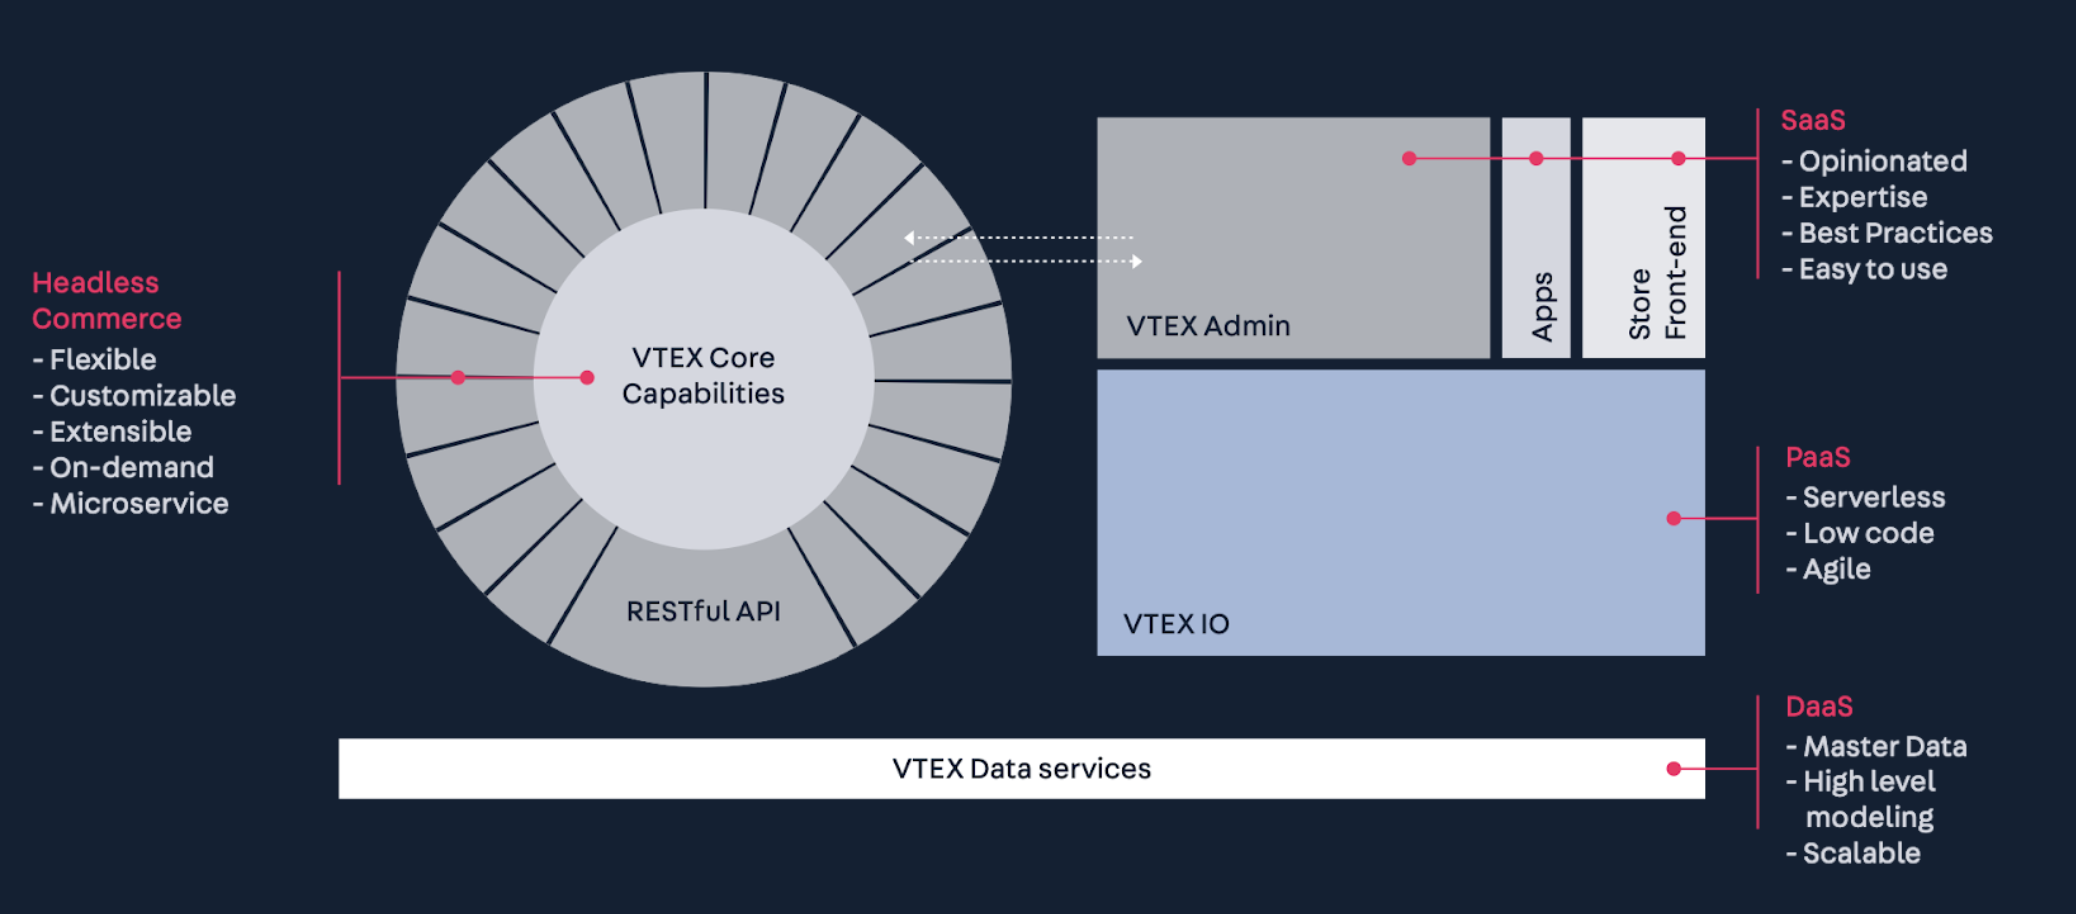 Headless
Commerce
- Flexible
- Customizable
- Extensible
- On-demand
- Microservice
VTEX Core
Capabilities
RESTful API
VTEX Admin
Apps
Store
Front-end
VTEX IO
VTEX Data services
SaaS
- Opinionated
- Expertise
- Best Practices
- Easy to use
PaaS
- Serverless
- Low code
- Agile
DaaS
- Master Data
- High level
modeling
- Scalable